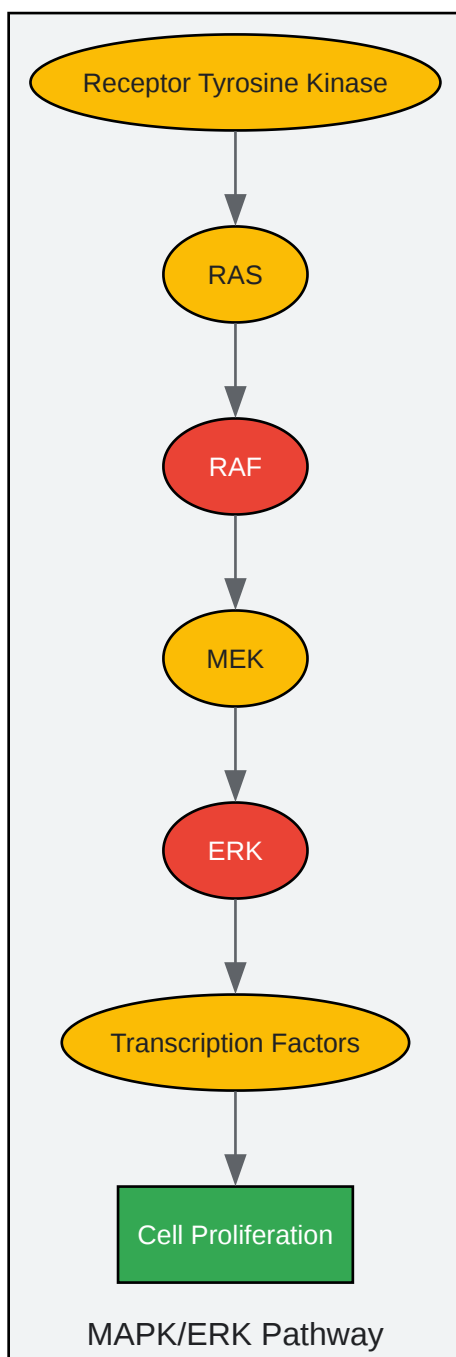 Receptor Tyrosine Kinase
RAS
RAF
MEK
ERK
Transcription Factors
Cell Proliferation
MAPK/ERK Pathway